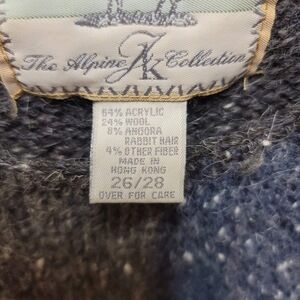 The Alpine Collection
JK
64% ACRYLIC
24% WOOL
8% ANGORA
RABBIT HAIR
4% OTHER FIBER
MADE IN
HONG KONG
26/28
OVER FOR CARE